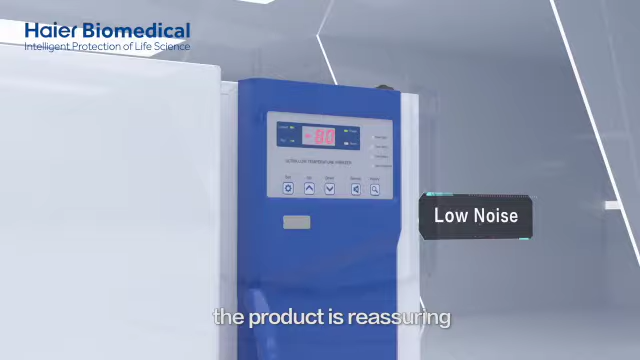 Haier Biomedical
Intelligent Protection of Life Science
-80
ULTRA LOW TEMPERATURE FREEZER
Low Noise
the product is reassuring